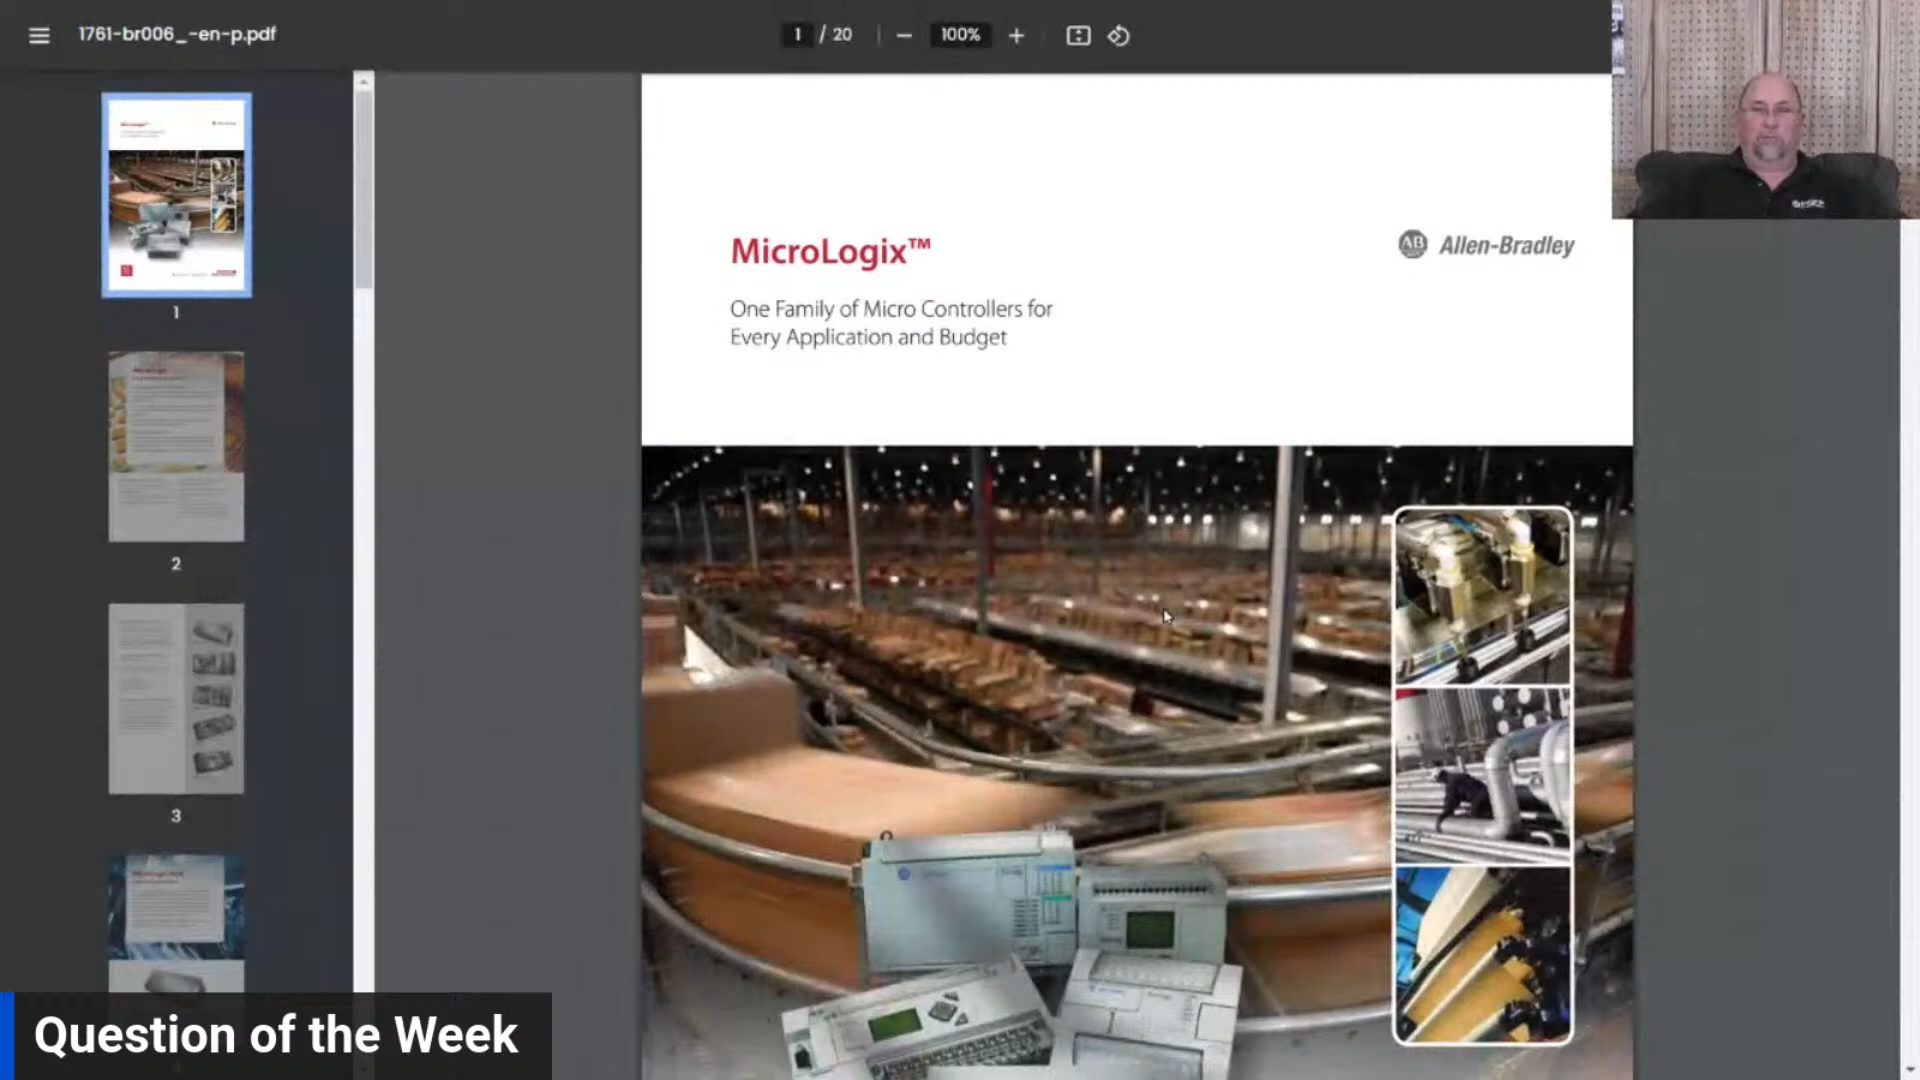 1761-br006_-en-p.pdf
1 / 20
100%
MicroLogix™
AB Allen-Bradley
One Family of Micro Controllers for
Every Application and Budget
1
2
3
Question of the Week